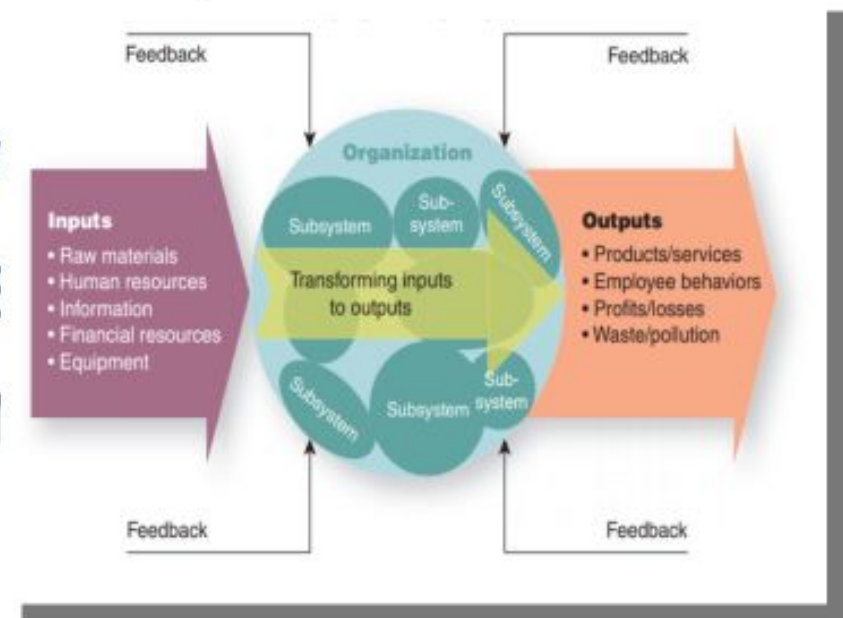 Feedback
Feedback
Organization
Inputs
• Raw materials
• Human resources
• Information
• Financial resources
• Equipment
Subsystem
Sub-
system
Subsystem
Transforming inputs
to outputs
Subsystem
Subsystem
Sub-
system
Outputs
• Products/services
• Employee behaviors
• Profits/losses
• Waste/pollution
Feedback
Feedback